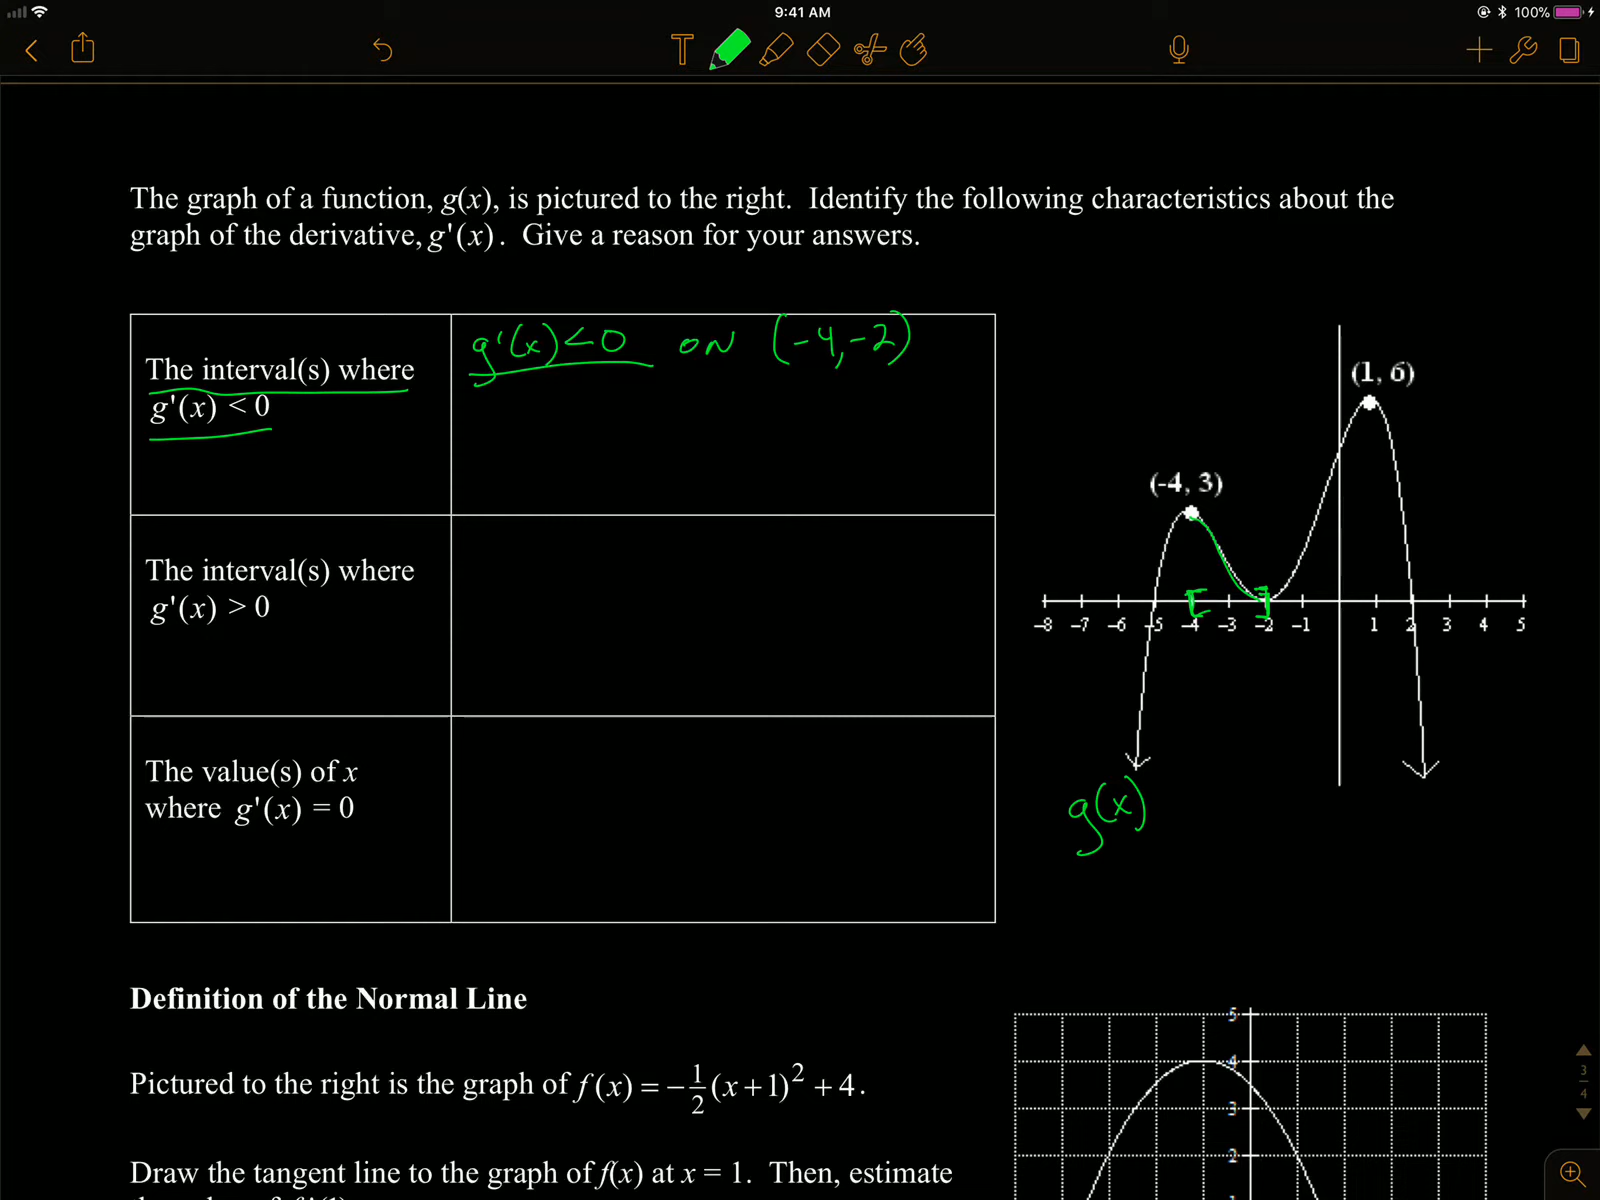 9:41 AM
100%
T
The graph of a function, g(x), is pictured to the right.  Identify the following characteristics about the
graph of the derivative, g'(x).  Give a reason for your answers.
The interval(s) where
g'(x) < 0
g'(x) < 0 ON (-4, -2)
The interval(s) where
g'(x) > 0
The value(s) of x
where g'(x) = 0
(1, 6)
(-4, 3)
-8 -7 -6 -5 -4 -3 -2 -1 1 2 3 4 5
g(x)
Definition of the Normal Line
Pictured to the right is the graph of f(x) = -1/2(x+1)² + 4.
Draw the tangent line to the graph of f(x) at x = 1.  Then, estimate
5
4
3
2
3
4